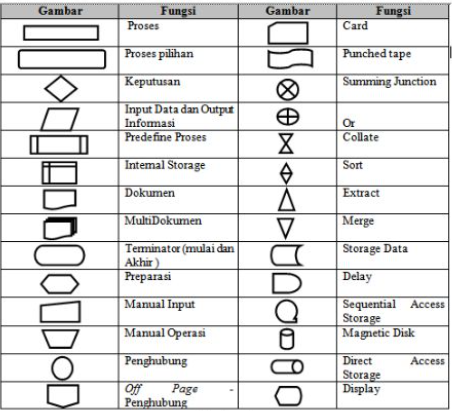 Gambar Fungsi Gambar Fungsi
Proses Card
Proses pilihan Punched tape
Keputusan Summing Junction
Input Data dan Output
Informasi Or
Predefine Proses Collate
Internal Storage Sort
Dokumen Extract
MultiDokumen Merge
Terminator (mulai dan Storage Data
Akhir )
Preparasi Delay
Manual Input Sequential Access
Storage
Manual Operasi Magnetic Disk
Penghubung Direct Access
Storage
Off Page - Display
Penghubung